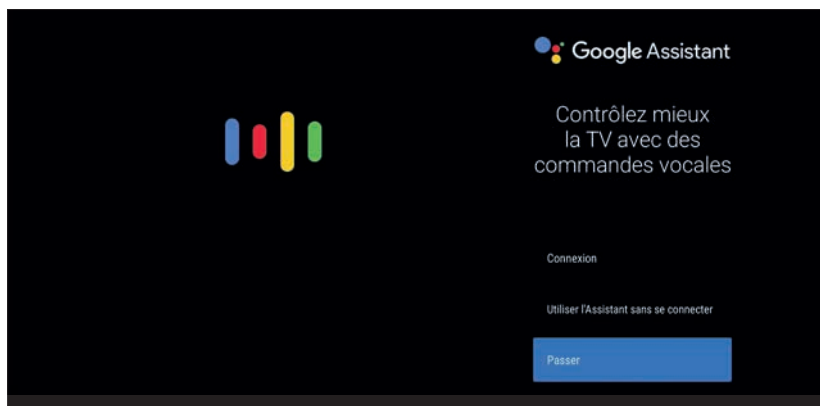 Google Assistant
Contrôlez mieux
la TV avec des
commandes vocales
Connexion
Utiliser l'Assistant sans se connecter
Passer